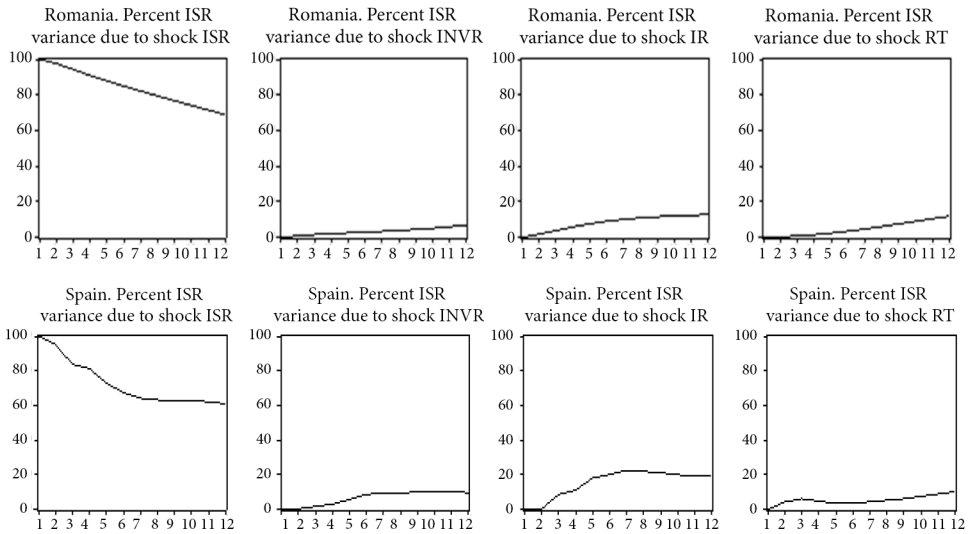 Romania. Percent ISR
variance due to shock ISR
100
80
60
40
20
0
1 2 3 4 5 6 7 8 9 10 11 12
Romania. Percent ISR
variance due to shock INVR
100
80
60
40
20
0
1 2 3 4 5 6 7 8 9 10 11 12
Romania. Percent ISR
variance due to shock IR
100
80
60
40
20
0
1 2 3 4 5 6 7 8 9 10 11 12
Romania. Percent ISR
variance due to shock RT
100
80
60
40
20
0
1 2 3 4 5 6 7 8 9 10 11 12
Spain. Percent ISR
variance due to shock ISR
100
80
60
40
20
0
1 2 3 4 5 6 7 8 9 10 11 12
Spain. Percent ISR
variance due to shock INVR
100
80
60
40
20
0
1 2 3 4 5 6 7 8 9 10 11 12
Spain. Percent ISR
variance due to shock IR
100
80
60
40
20
0
1 2 3 4 5 6 7 8 9 10 11 12
Spain. Percent ISR
variance due to shock RT
100
80
60
40
20
0
1 2 3 4 5 6 7 8 9 10 11 12